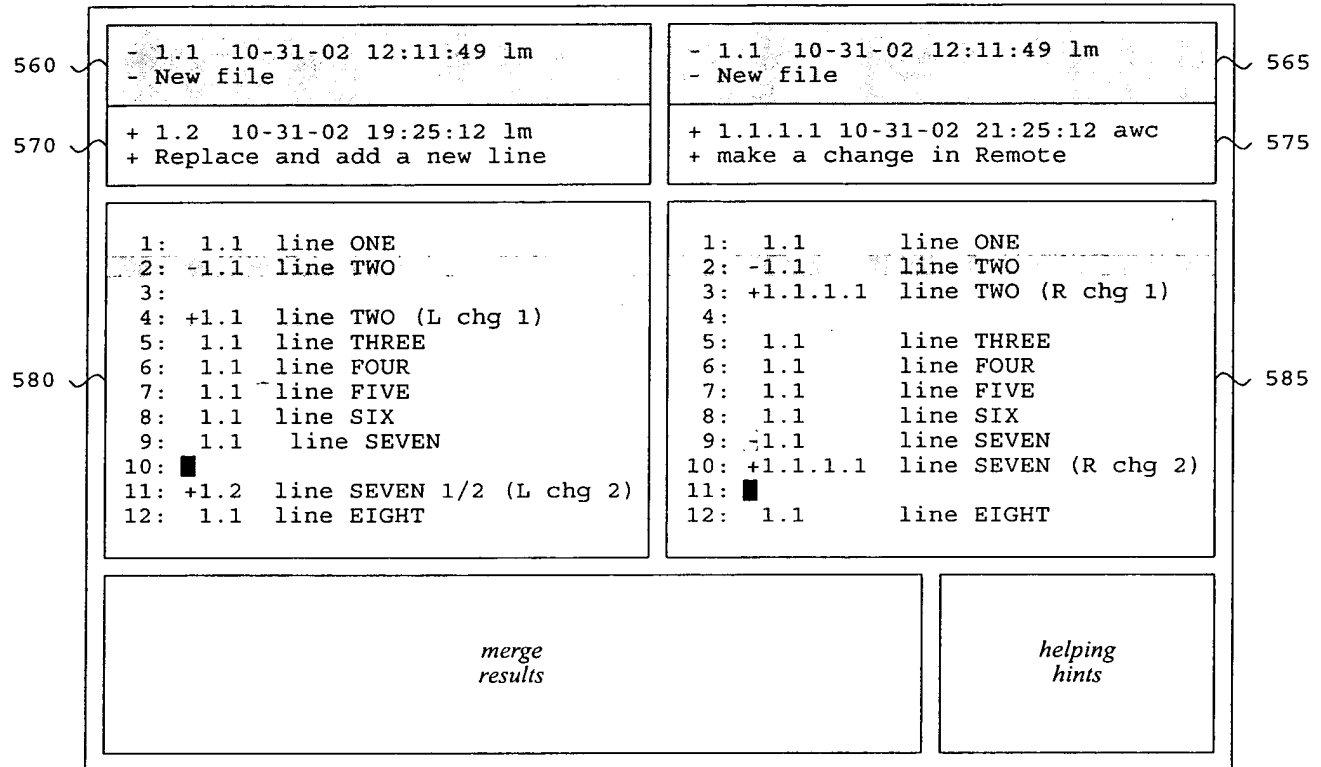 560
- 1.1 10-31-02 12:11:49 lm
- New file
570
+ 1.2 10-31-02 19:25:12 lm
+ Replace and add a new line
- 1.1 10-31-02 12:11:49 lm
- New file
565
+ 1.1.1.1 10-31-02 21:25:12 awc
+ make a change in Remote
575
580
1: 1.1 line ONE
2: -1.1 line TWO
3:
4: +1.1 line TWO (L chg 1)
5: 1.1 line THREE
6: 1.1 line FOUR
7: 1.1 line FIVE
8: 1.1 line SIX
9: 1.1 line SEVEN
10:
11: +1.2 line SEVEN 1/2 (L chg 2)
12: 1.1 line EIGHT
1: 1.1 line ONE
2: -1.1 line TWO
3: +1.1.1.1 line TWO (R chg 1)
4:
5: 1.1 line THREE
6: 1.1 line FOUR
7: 1.1 line FIVE
8: 1.1 line SIX
9: -1.1 line SEVEN
10: +1.1.1.1 line SEVEN (R chg 2)
11:
12: 1.1 line EIGHT
585
merge
results
helping
hints